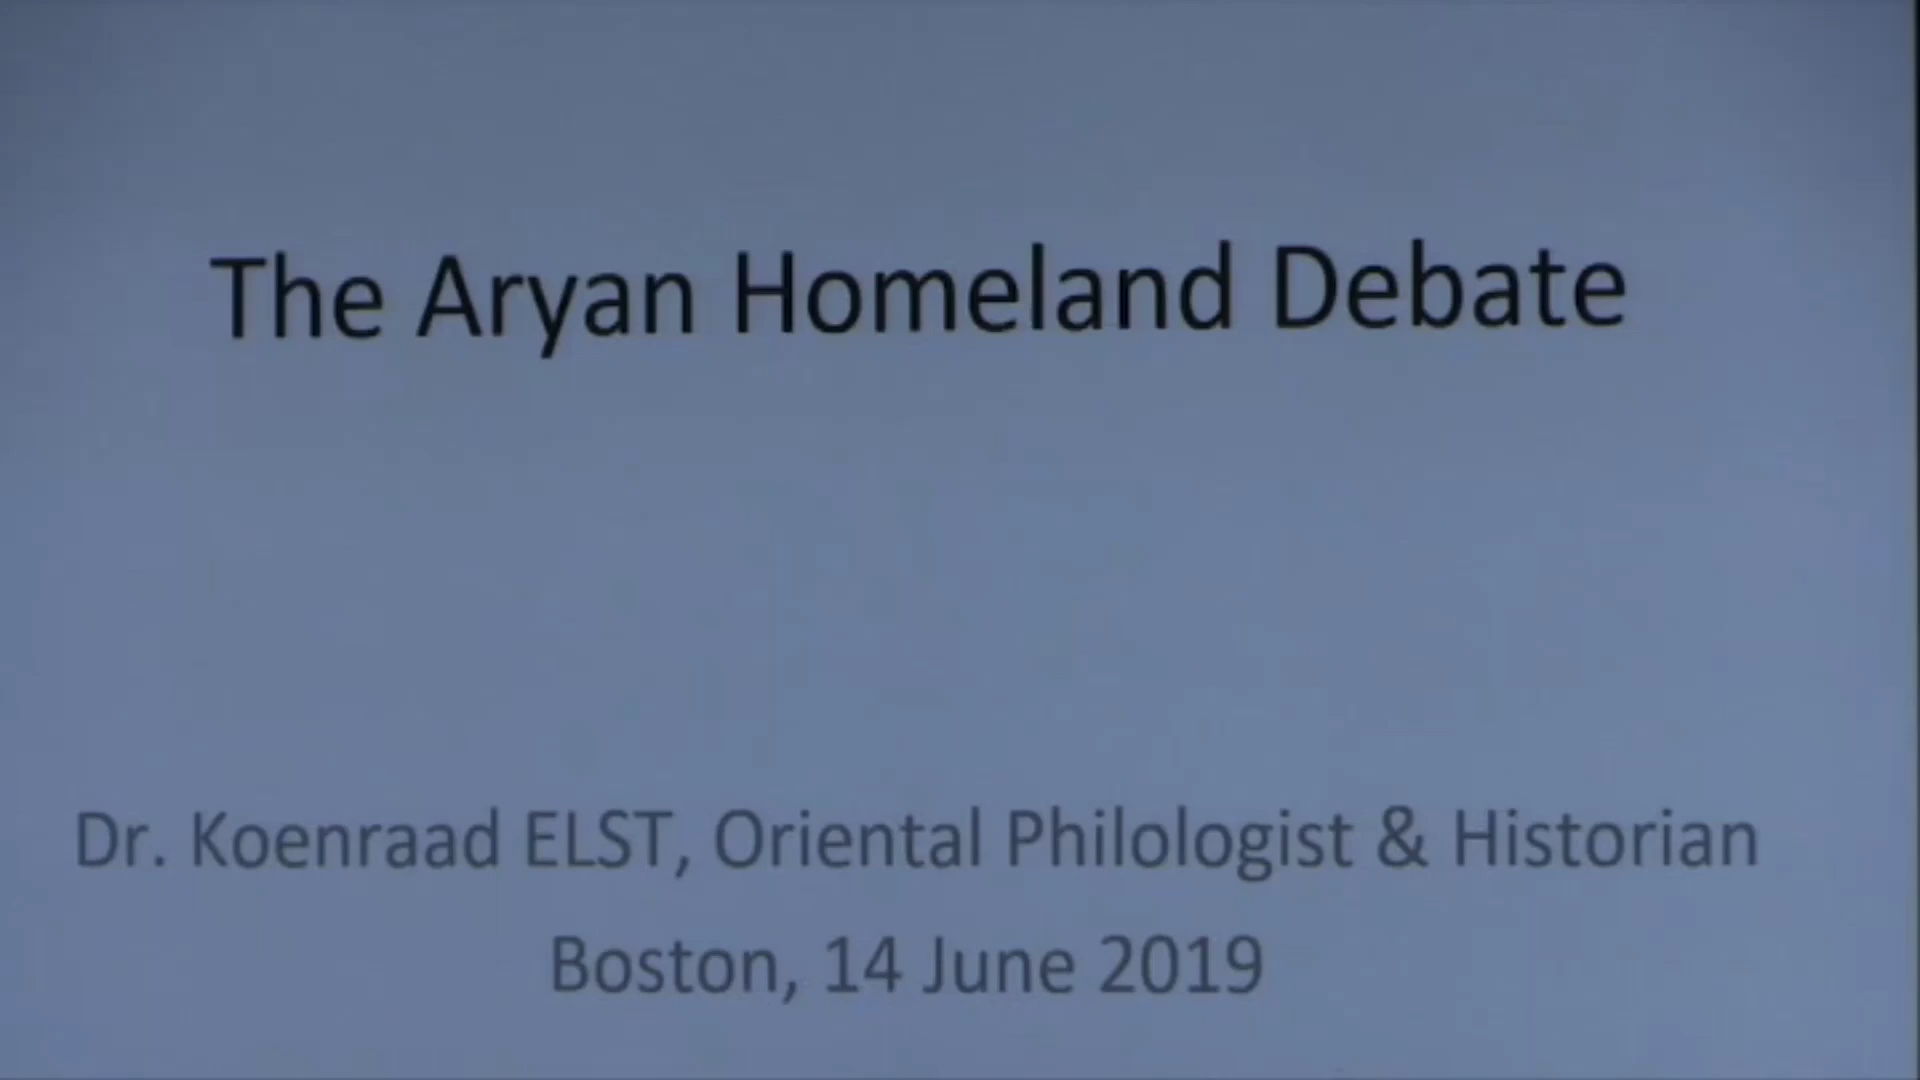 The Aryan Homeland Debate
Dr. Koenraad ELST, Oriental Philologist & Historian
Boston, 14 June 2019